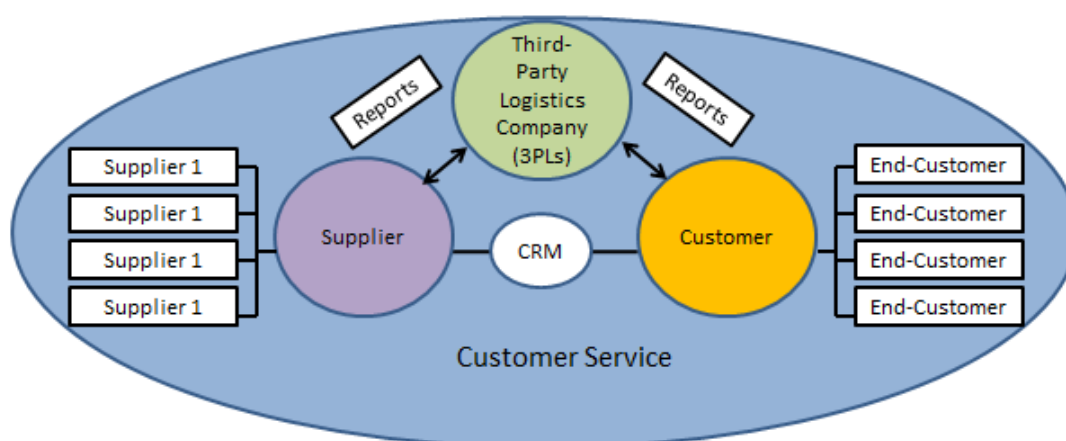 Third-
Party
Logistics
Company
(3PLs)
Reports
Reports
Supplier 1
Supplier 1
Supplier 1
Supplier 1
Supplier
CRM
Customer
End-Customer
End-Customer
End-Customer
End-Customer
Customer Service